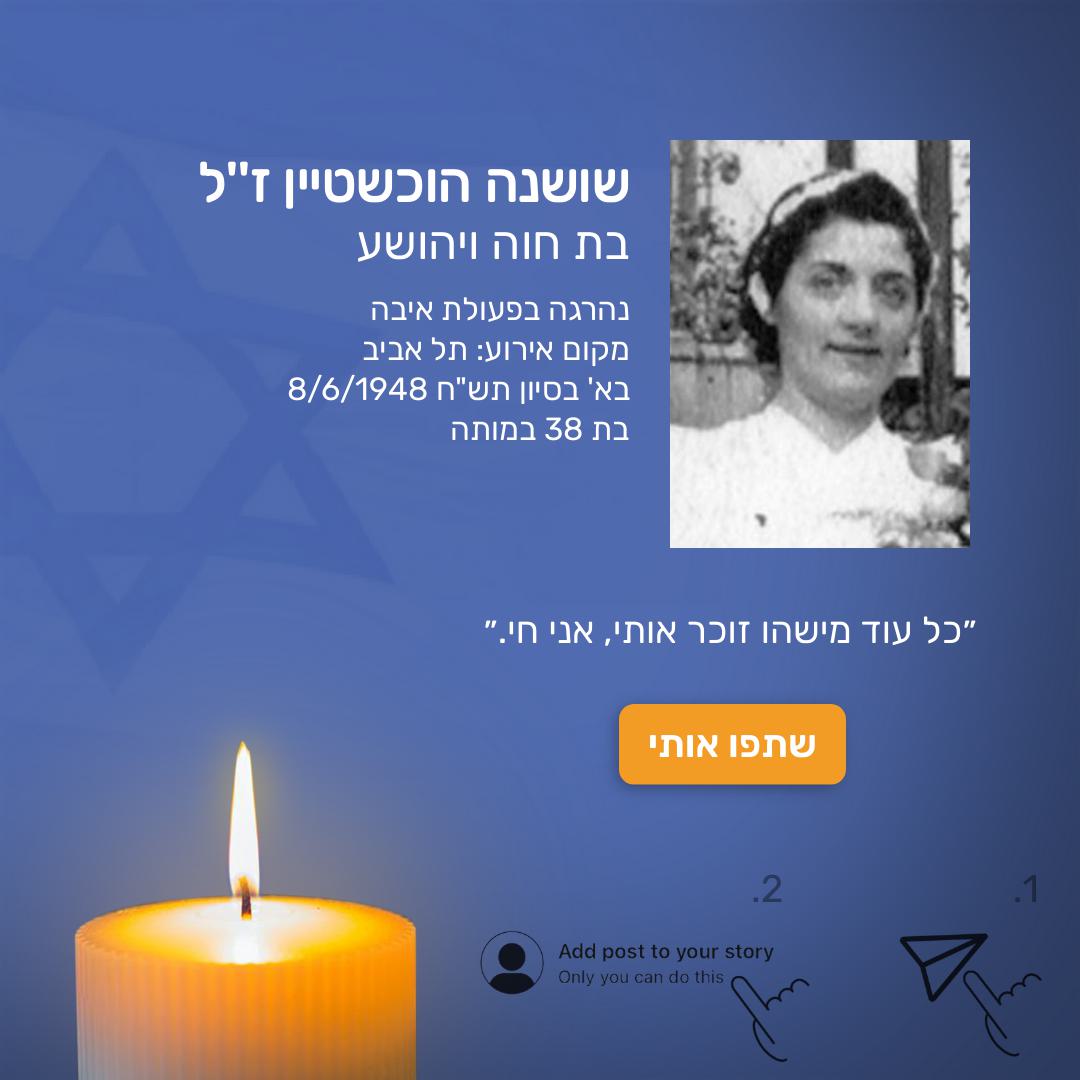 שושנה הוכשטיין ז"ל
בת חוה ויהושע
נהרגה בפעולת איבה
מקום אירוע: תל אביב
בא' בסיון תש"ח 8/6/1948
בת 38 במותה
״כל עוד מישהו זוכר אותי, אני חי.״
שתפו אותי
1.
2.
Add post to your story
Only you can do this